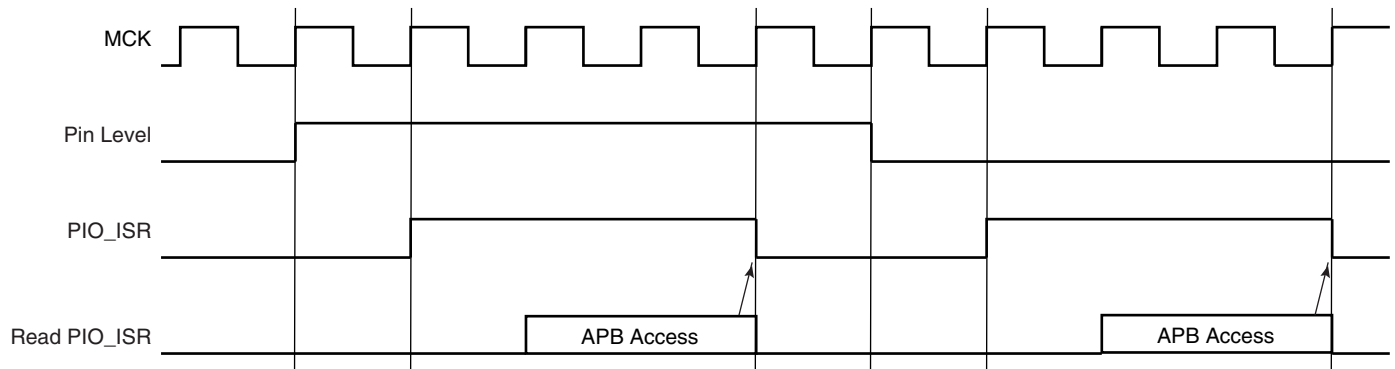 MCK
Pin Level
PIO_ISR
Read PIO_ISR
APB Access
APB Access